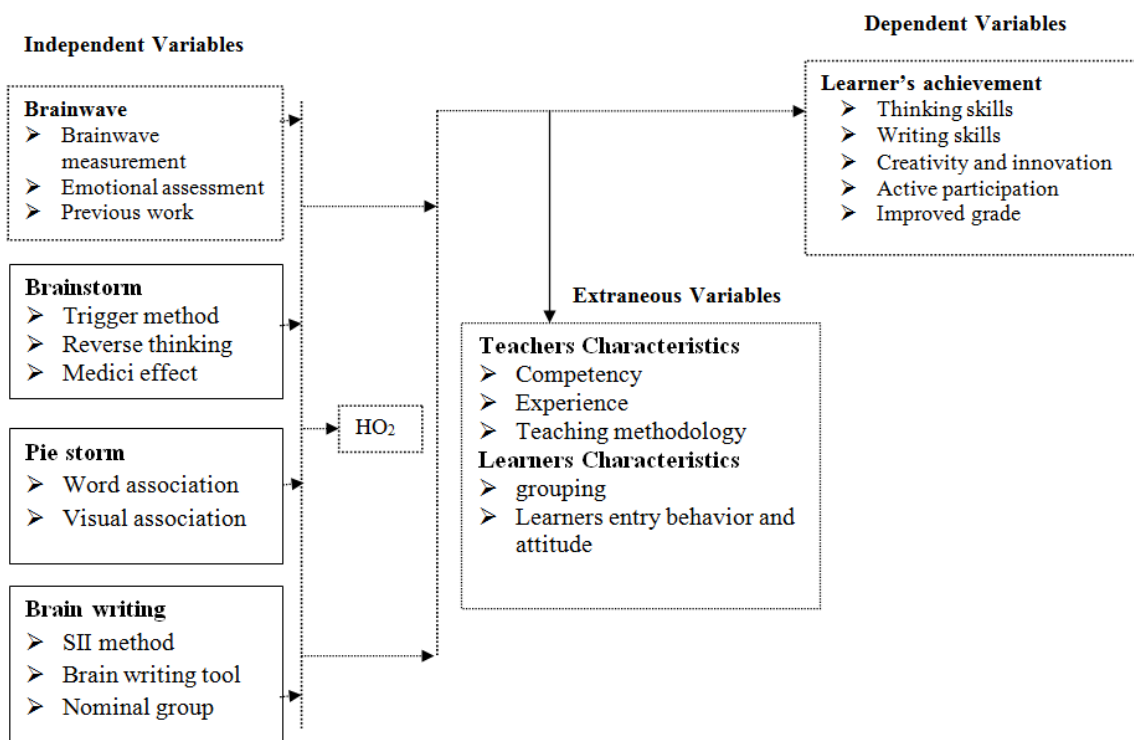 Independent Variables
Brainwave
➢ Brainwave
measurement
➢ Emotional assessment
➢ Previous work
Brainstorm
➢ Trigger method
➢ Reverse thinking
➢ Medici effect
Pie storm
➢ Word association
➢ Visual association
Brain writing
➢ SII method
➢ Brain writing tool
➢ Nominal group
HO₂
Dependent Variables
Learner’s achievement
➢ Thinking skills
➢ Writing skills
➢ Creativity and innovation
➢ Active participation
➢ Improved grade
Extraneous Variables
Teachers Characteristics
➢ Competency
➢ Experience
➢ Teaching methodology
Learners Characteristics
➢ grouping
➢ Learners entry behavior and
attitude